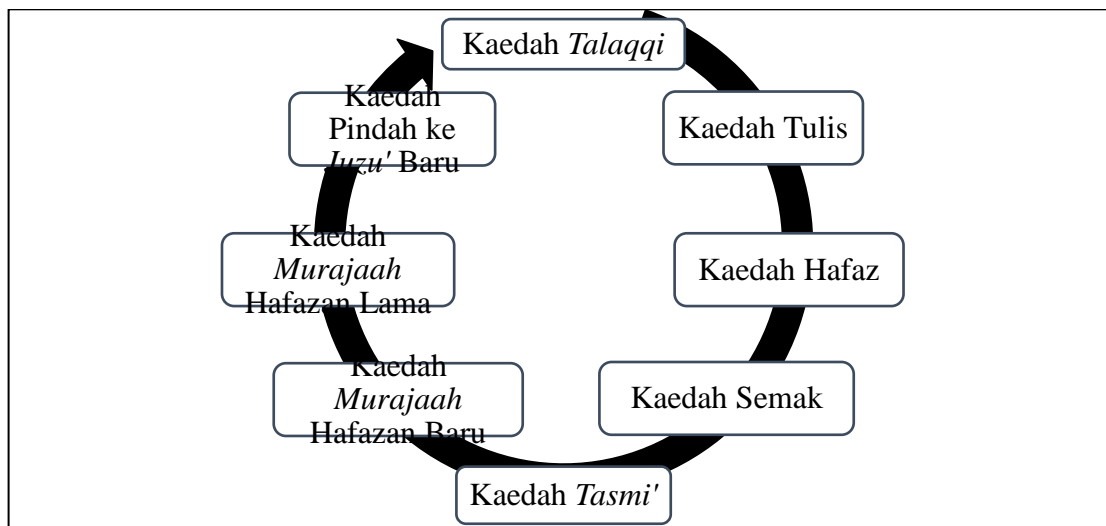 Kaedah Talaqqi
Kaedah Tulis
Kaedah Hafaz
Kaedah Semak
Kaedah Tasmi'
Kaedah
Murajaah
Hafazan Baru
Kaedah
Murajaah
Hafazan Lama
Kaedah
Pindah ke
Juzu' Baru